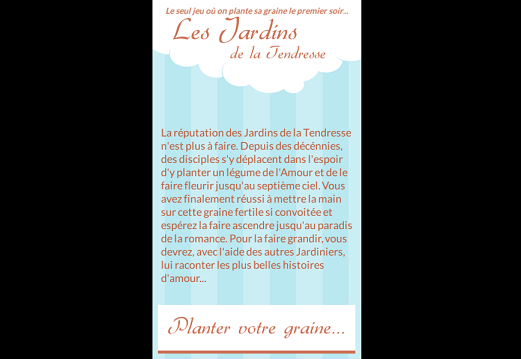 Le seul jeu où on plante sa graine le premier soir...
Les Jardins
de la Tendresse
La réputation des Jardins de la Tendresse
n'est plus à faire. Depuis des décénnies,
des disciples s'y déplacent dans l'espoir
d'y planter un légume de l'Amour et de le
faire fleurir jusqu'au septième ciel. Vous
avez finalement réussi à mettre la main
sur cette graine fertile si convoitée et
espérez la faire ascendre jusqu'au paradis
de la romance. Pour la faire grandir, vous
devrez, avec l'aide des autres Jardiniers,
lui raconter les plus belles histoires
d'amour...
Planter votre graine...